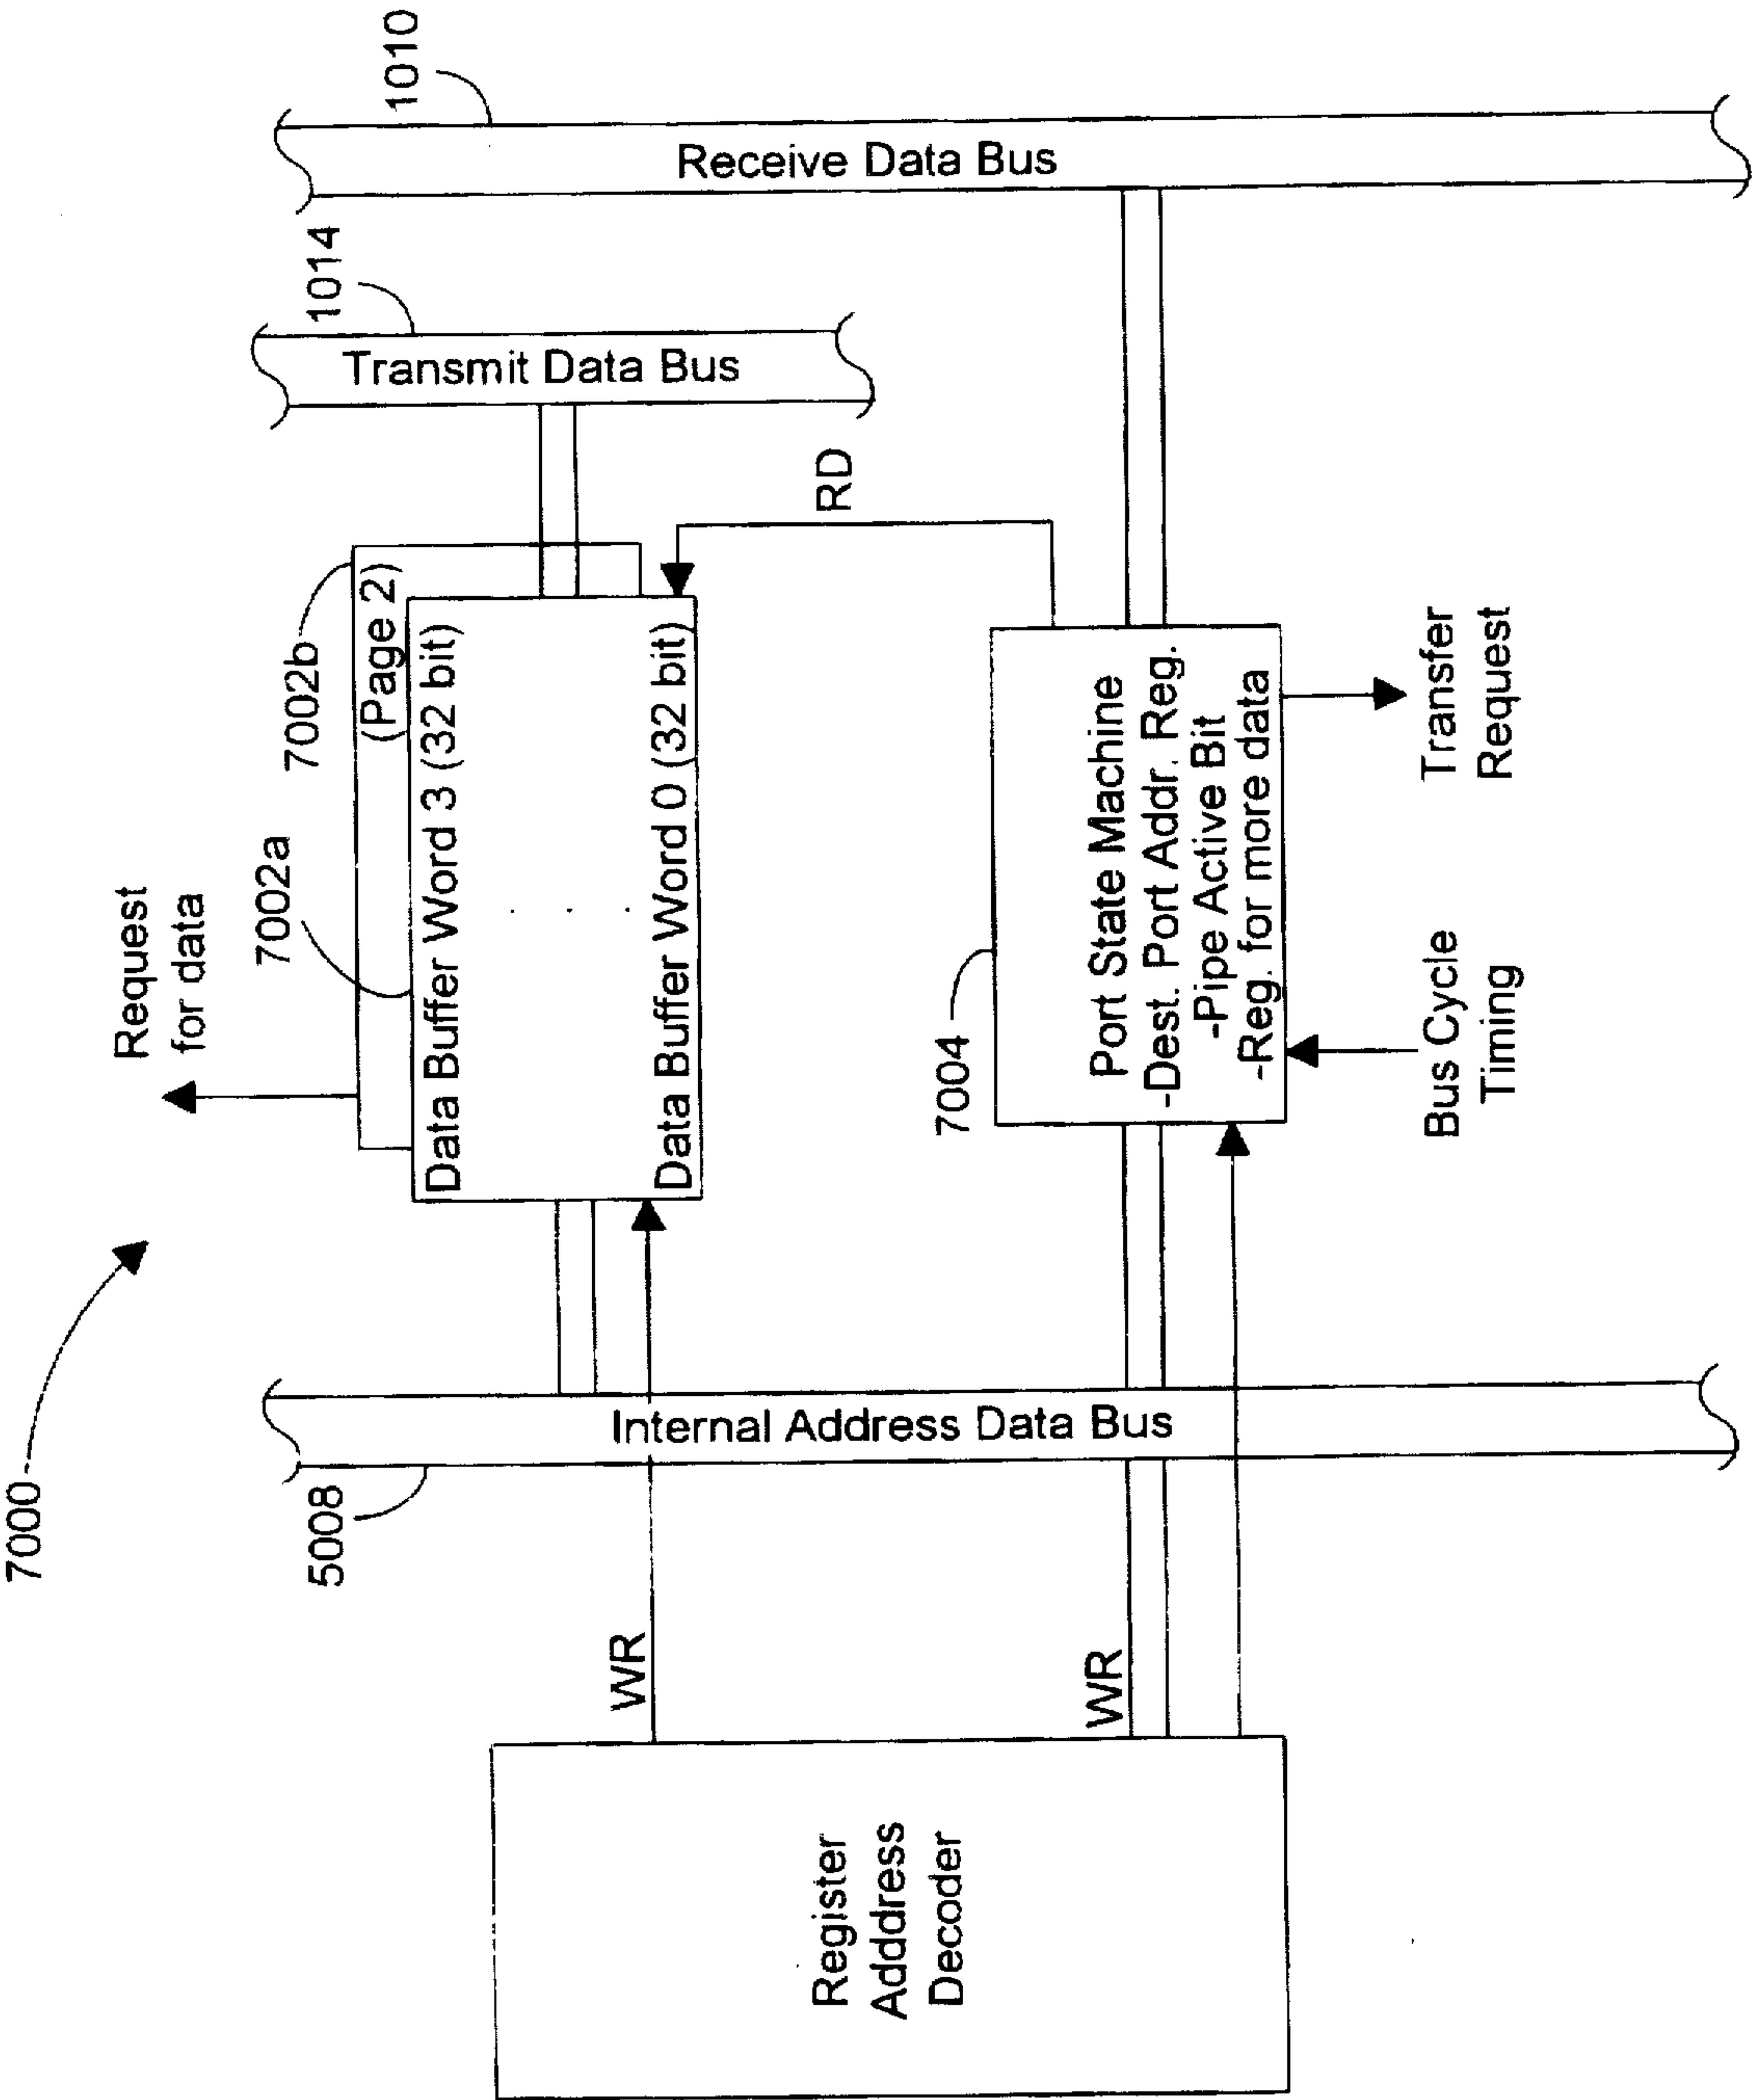 7000
Request
for data
7002a
7002b
(Page 2)
Data Buffer Word 3 (32 bit)
Data Buffer Word 0 (32 bit)
1014
Transmit Data Bus
1010
Receive Data Bus
5008
Internal Address Data Bus
WR
WR
RD
Register
Adddress
Decoder
7004
Port State Machine
-Dest. Port Addr. Reg.
-Pipe Active Bit
-Reg. for more data
Bus Cycle
Timing
Transfer
Request